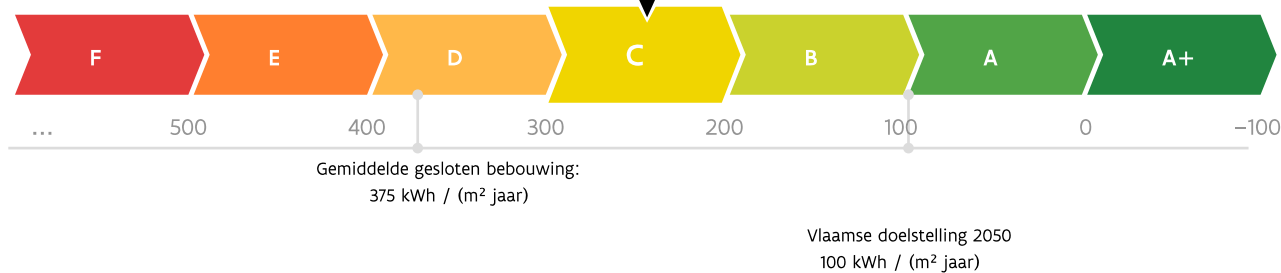 F E D C B A A+
... 500 400 300 200 100 0 −100
Gemiddelde gesloten bebouwing:
375 kWh / (m² jaar)
Vlaamse doelstelling 2050
100 kWh / (m² jaar)